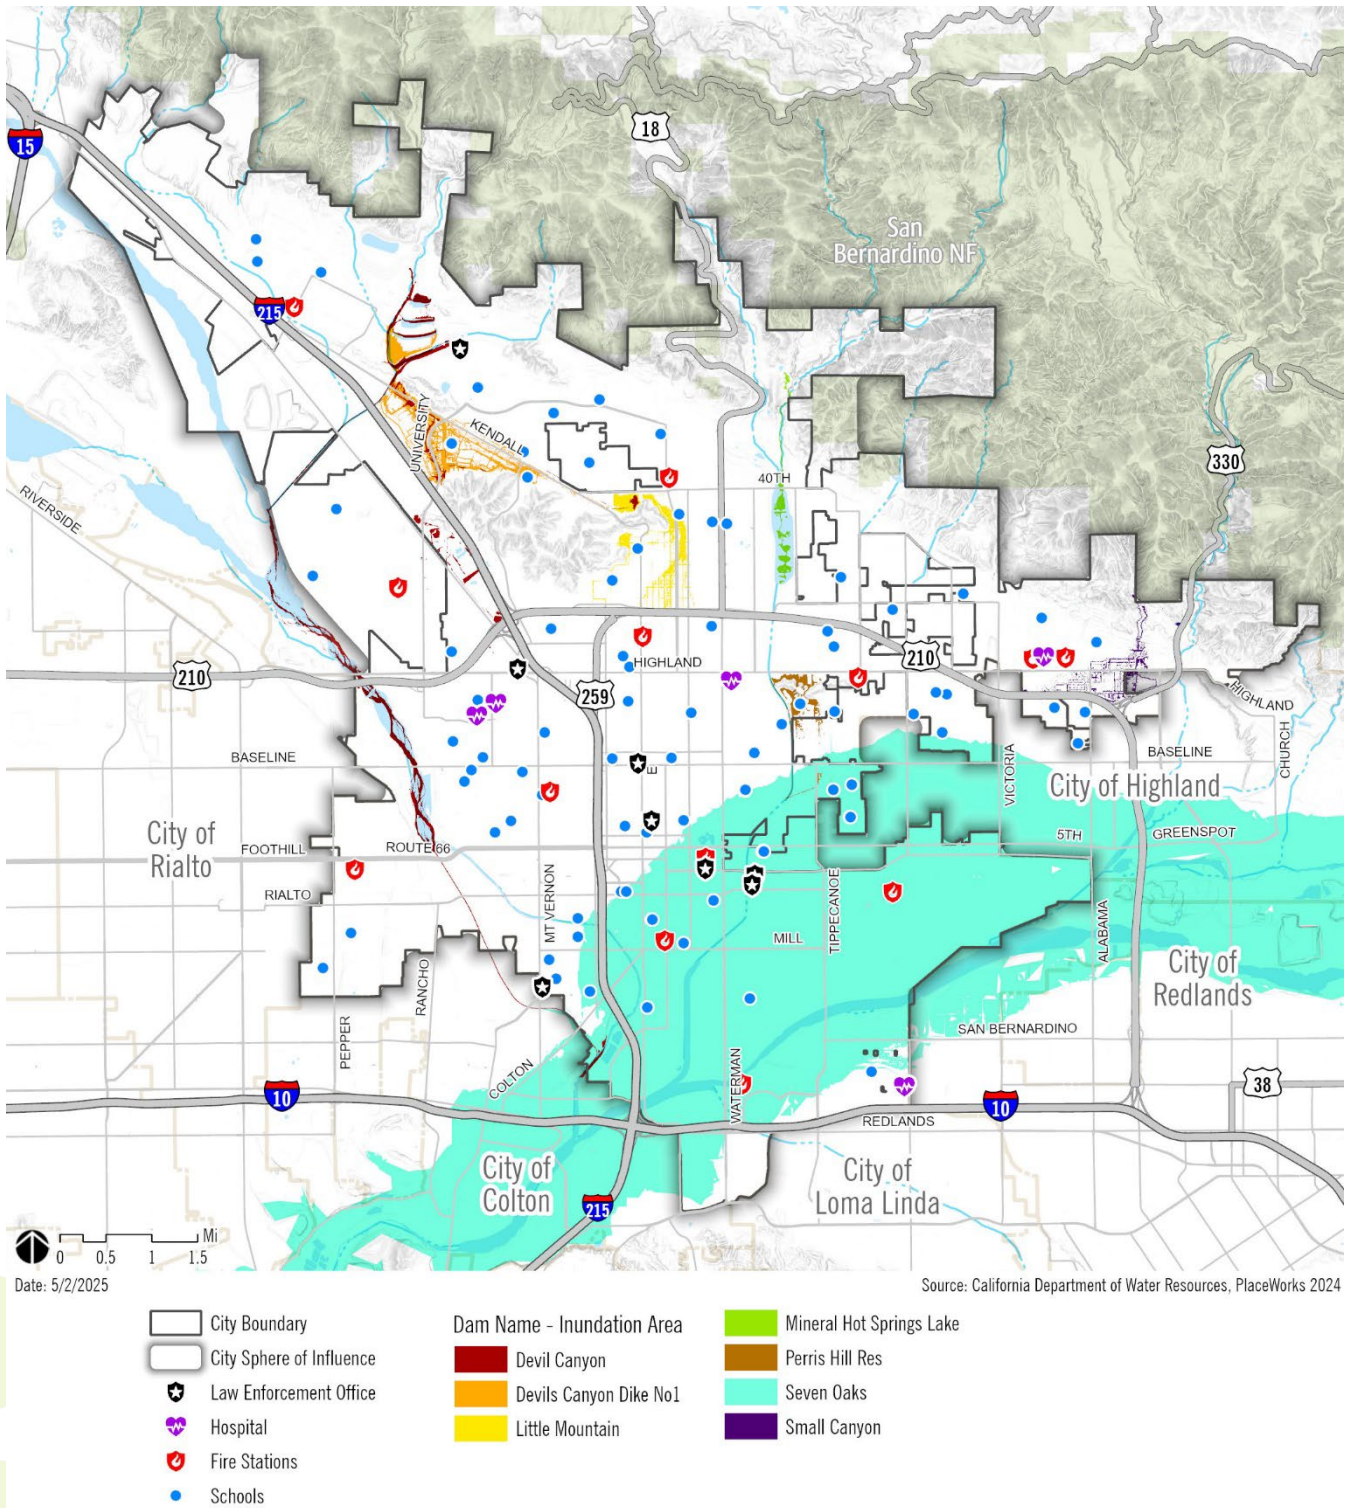 18
15
San
Bernardino NF
215
UNIVERSITY
KENDALL
40TH
330
RIVERSIDE
210
259
HIGHLAND
210
HIGHLAND
CHURCH
BASELINE
E
VICTORIA
BASELINE
City of Highland
City of
Rialto
FOOTHILL
ROUTE 66
5TH
GREENSPOT
RIALTO
MT VERNON
TIPPECANOE
MILL
ALABAMA
City of
Redlands
RANCHO
PEPPER
SAN BERNARDINO
COLTON
WATERMAN
10
REDLANDS
10
38
City of
Colton
City of
Loma Linda
215
Mi
0 0.5 1 1.5
Date: 5/2/2025
Source: California Department of Water Resources, PlaceWorks 2024
City Boundary
City Sphere of Influence
Law Enforcement Office
Hospital
Fire Stations
Schools
Dam Name - Inundation Area
Devil Canyon
Devils Canyon Dike No1
Little Mountain
Mineral Hot Springs Lake
Perris Hill Res
Seven Oaks
Small Canyon